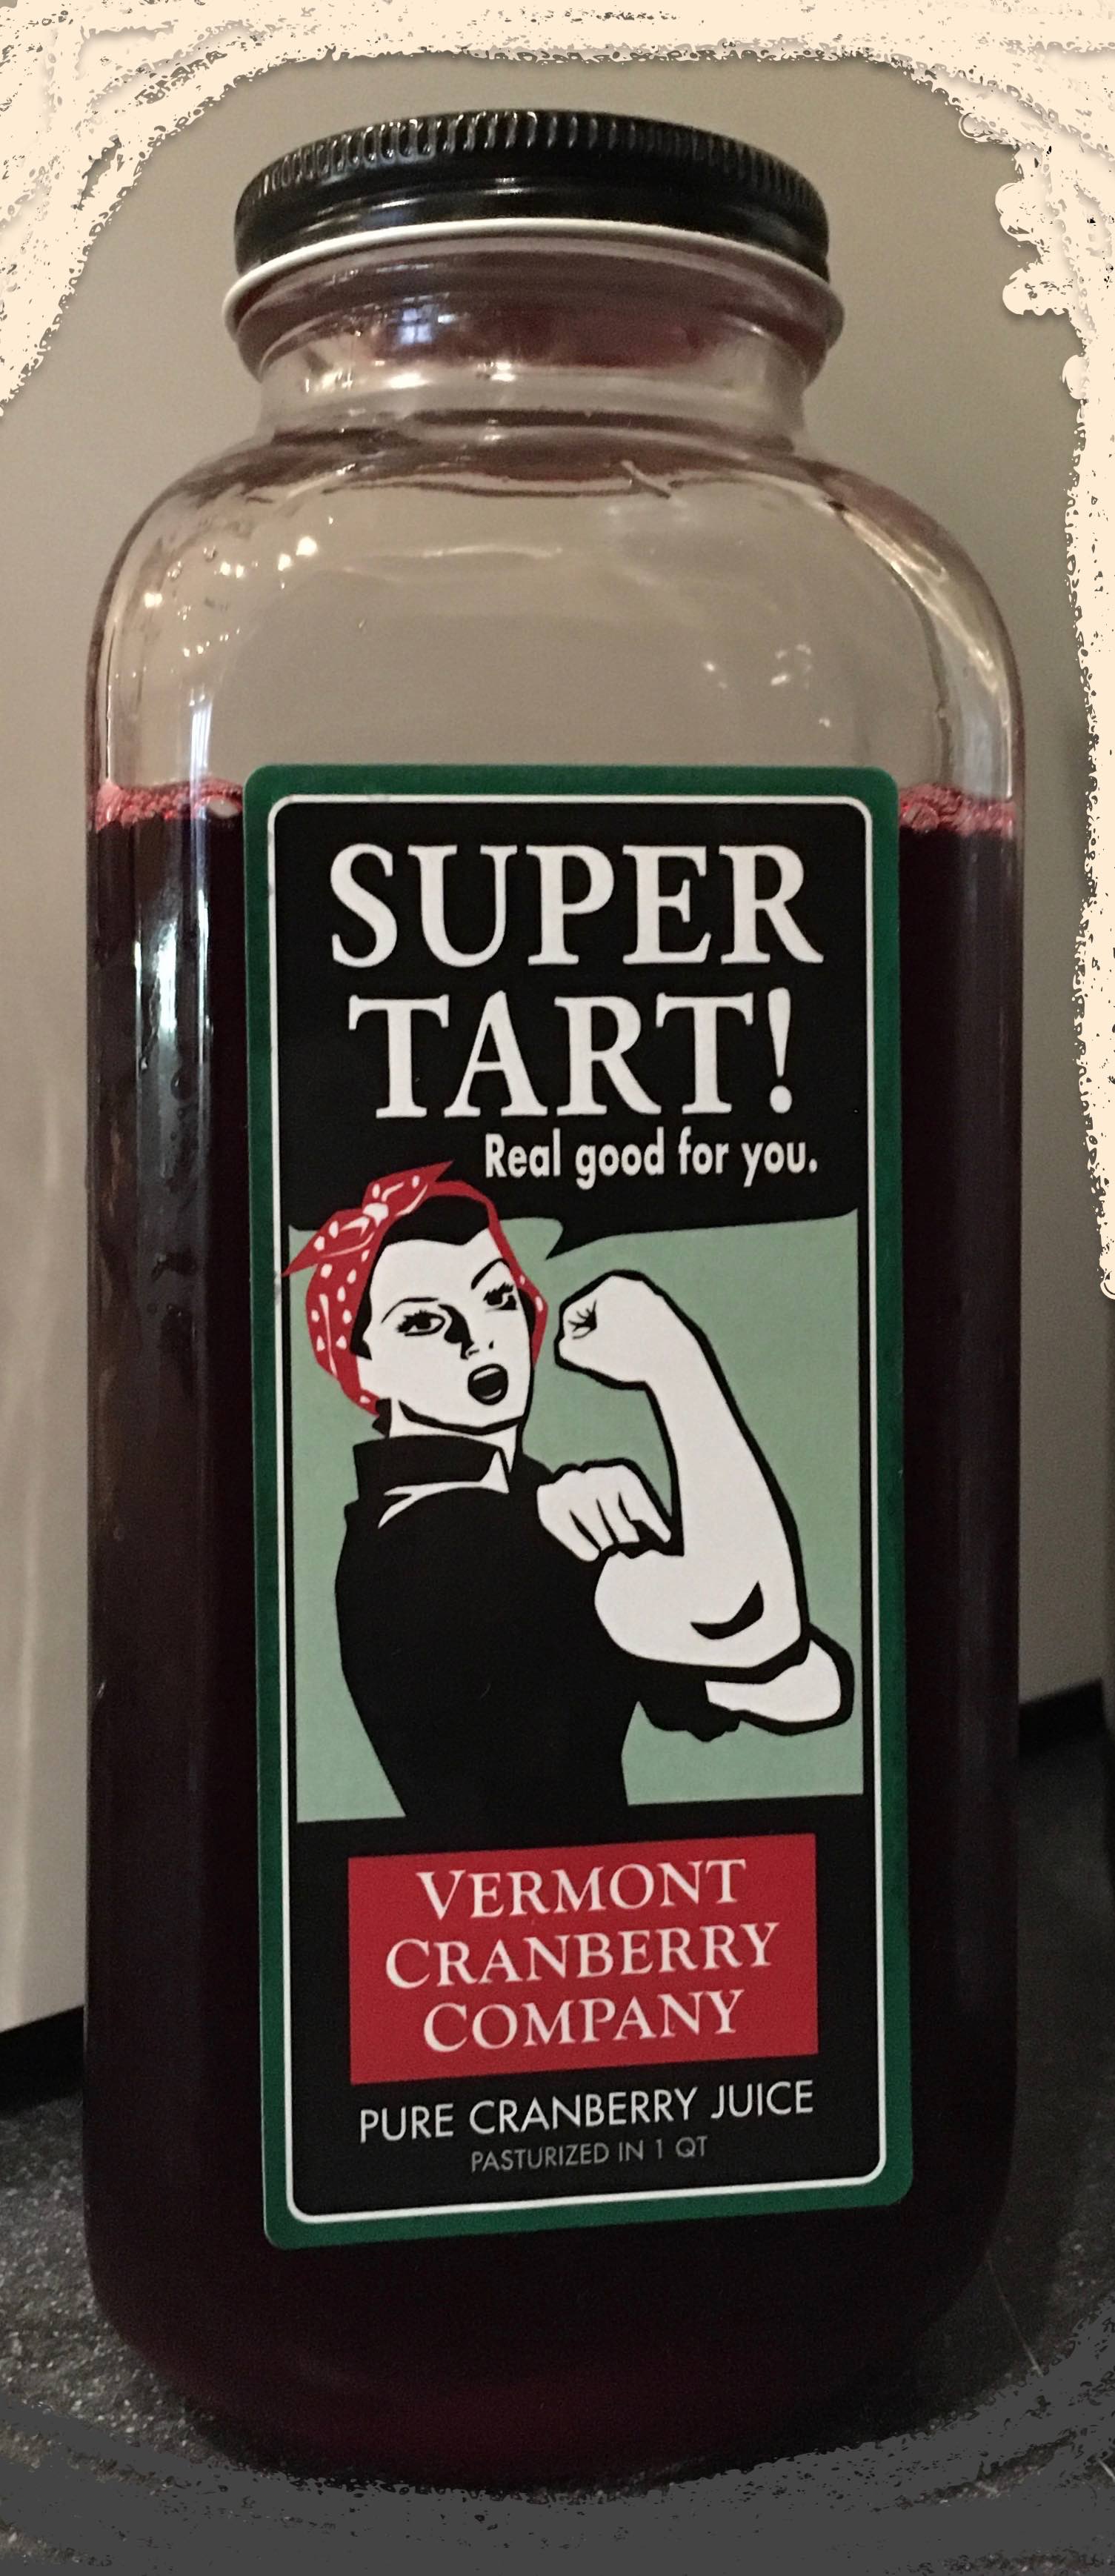 SUPER
TART!
Real good for you.
VERMONT
CRANBERRY
COMPANY
PURE CRANBERRY JUICE
PASTURIZED IN 1 QT